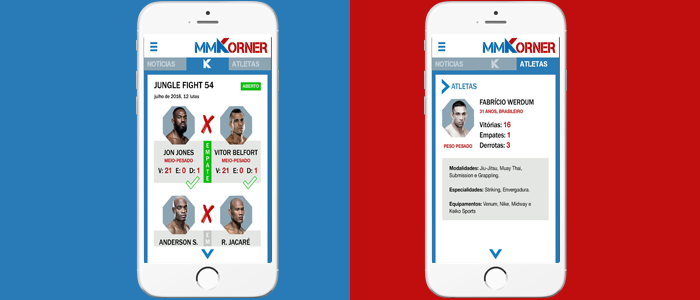 MMKORNER
NOTÍCIAS K ATLETAS
JUNGLE FIGHT 54 ABERTO
julho de 2016, 12 lutas
X
JON JONES EMPATE VITOR BELFORT
MEIO-PESADO MEIO-PESADO
V: 21 E: 0 D: 1 V: 21 E: 0 D: 1
X
ANDERSON S. EM R. JACARÉ
MMKORNER
HOTÍCIAS K ATLETAS
ATLETAS
FABRÍCIO WERDUM
31 ANOS, BRASILEIRO
Vitórias: 16
Empates: 1
Derrotas: 3
PESO PESADO
Modalidades: Jiu-Jitsu, Muay Thai,
Submission e Grappling.
Especialidades: Striking, Envergadura.
Equipamentos: Venum, Nike, Midway e
Keiko Sports